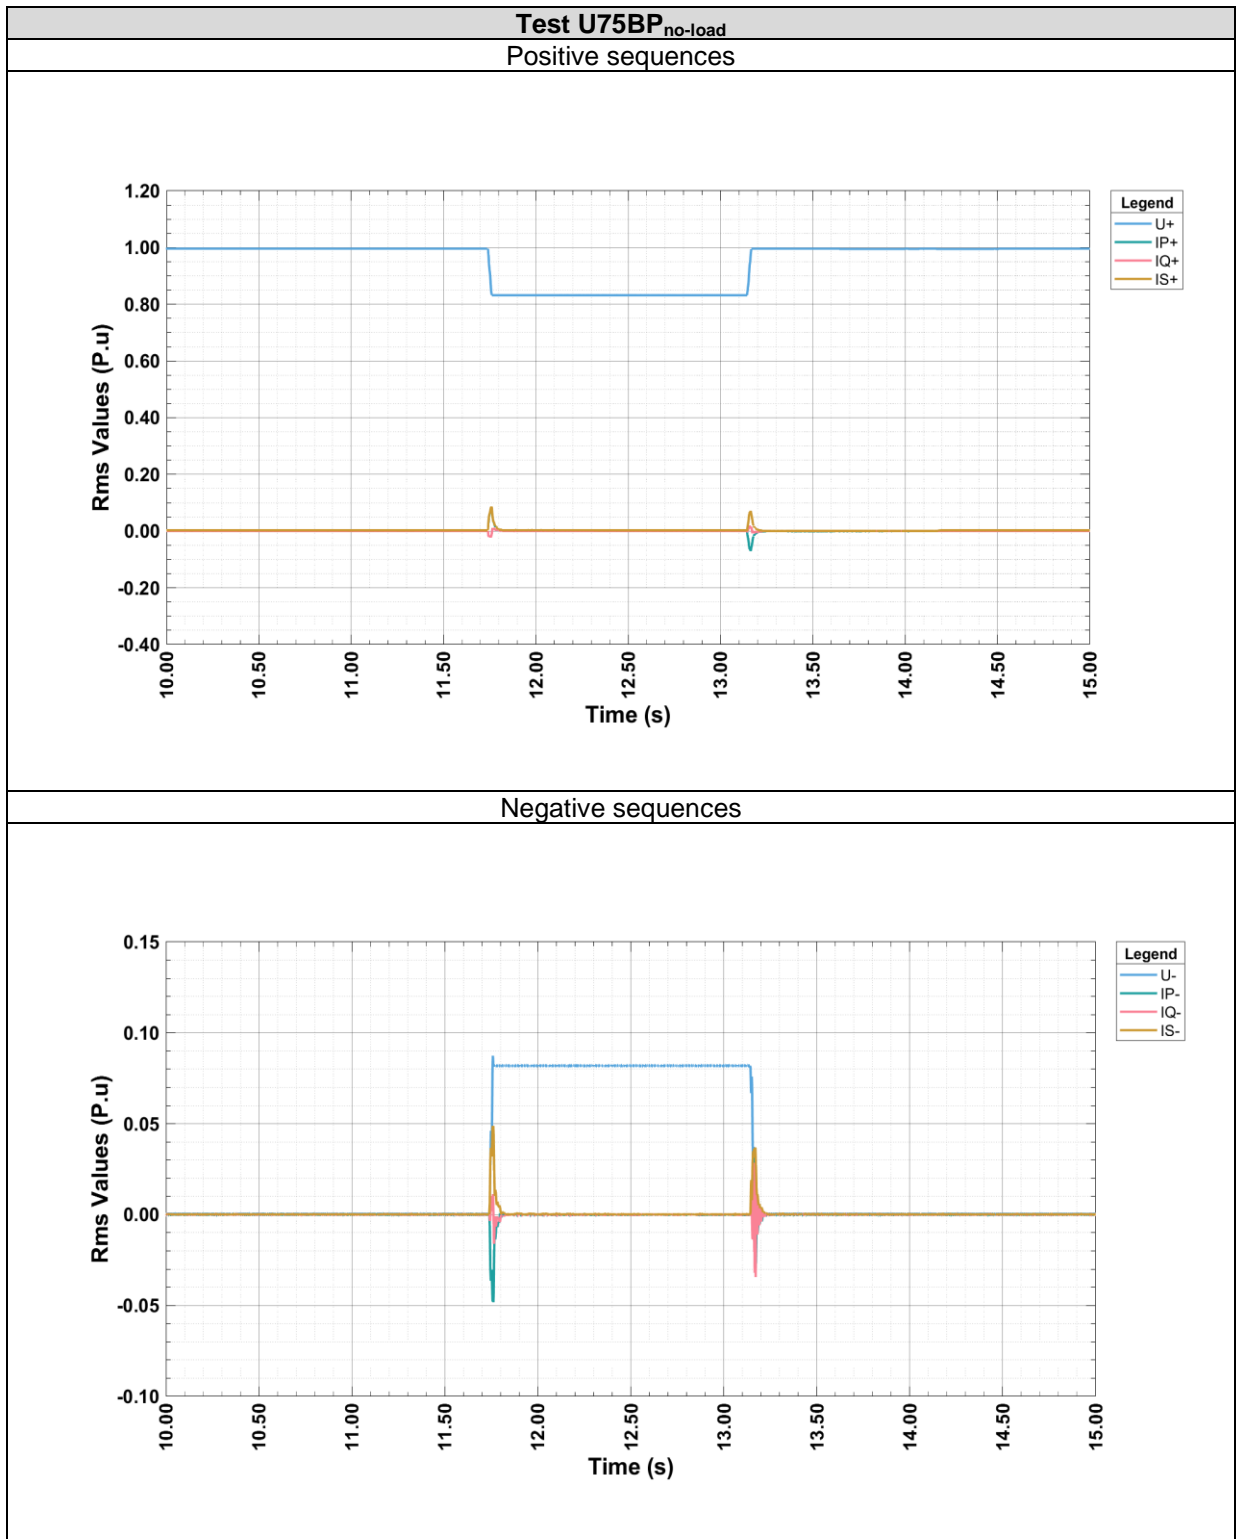 Test U75BPno-load
Positive sequences
Rms Values (P.u)
1.20
1.00
0.80
0.60
0.40
0.20
0.00
-0.20
-0.40
10.00
10.50
11.00
11.50
12.00
12.50
13.00
13.50
14.00
14.50
15.00
Time (s)
Legend
U+
IP+
IQ+
IS+
Negative sequences
Rms Values (P.u)
0.15
0.10
0.05
0.00
-0.05
-0.10
10.00
10.50
11.00
11.50
12.00
12.50
13.00
13.50
14.00
14.50
15.00
Time (s)
Legend
U-
IP-
IQ-
IS-